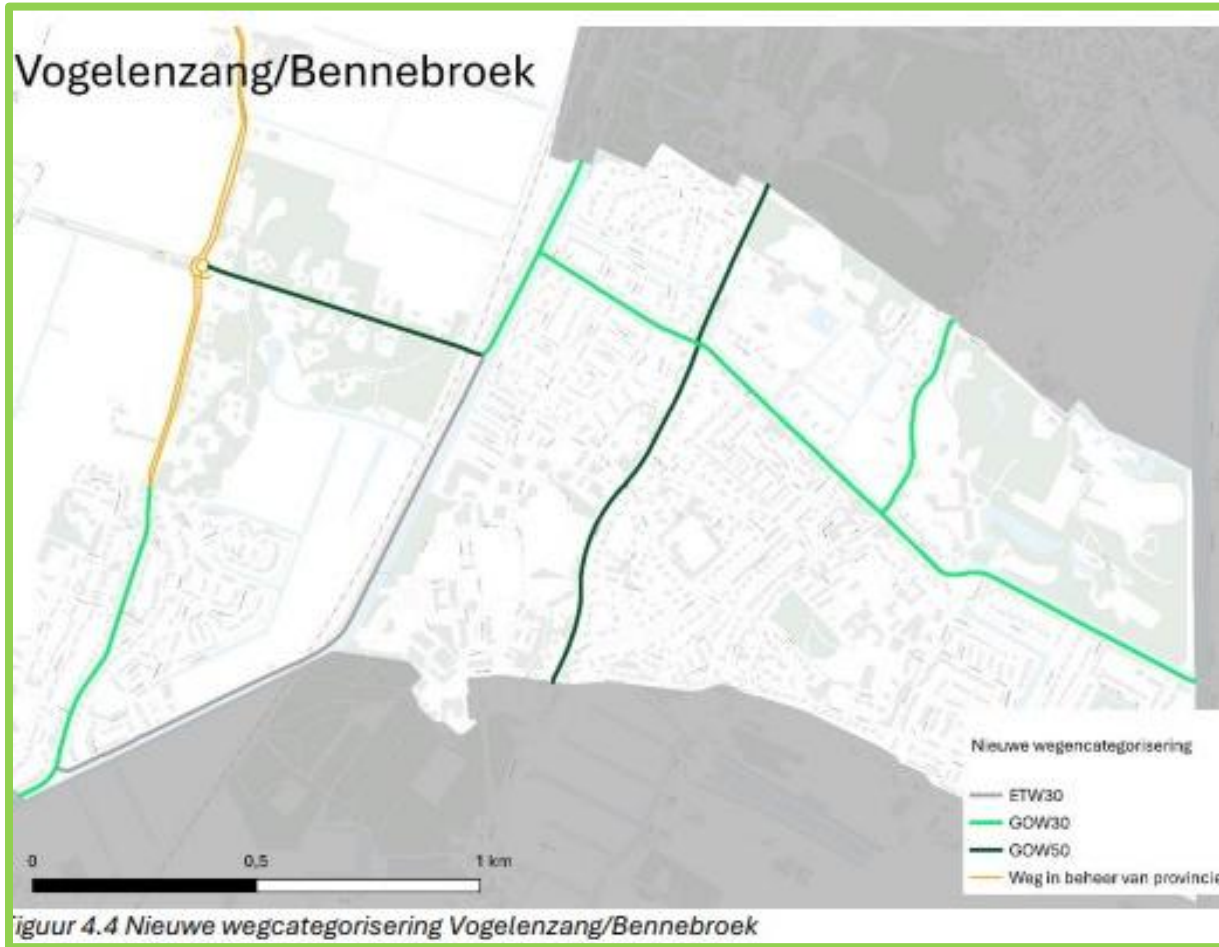 Vogelenzang/Bennebroek
Nieuwe wegencategorisering
ETW30
GOW30
GOW50
Weg in beheer van provincie
0 0,5 1 km
Figuur 4.4 Nieuwe wegcategorisering Vogelenzang/Bennebroek